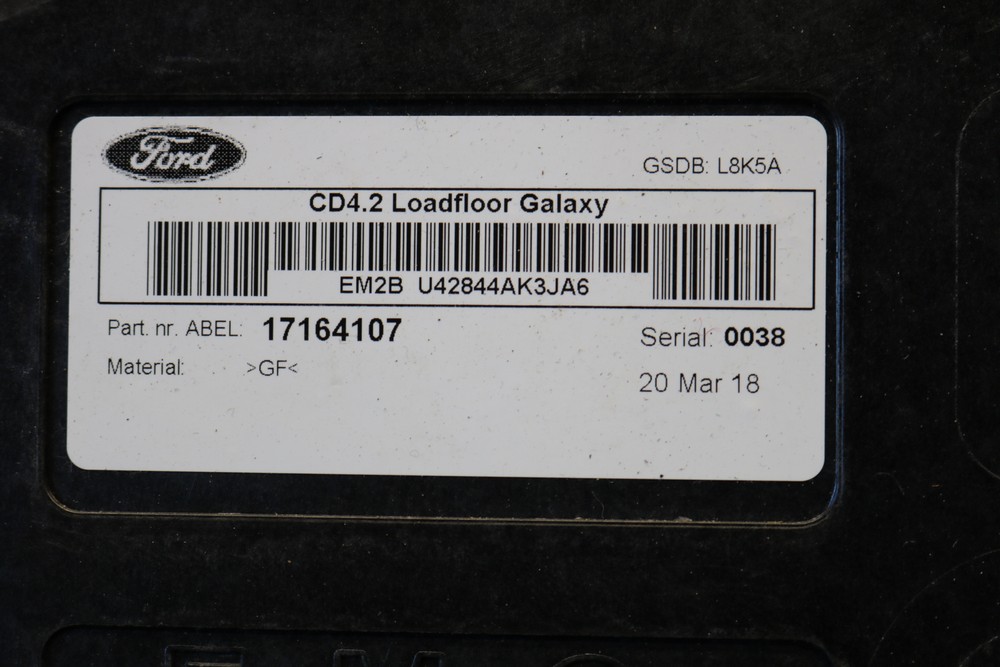 Ford
GSDB: L8K5A
CD4.2 Loadfloor Galaxy
EM2B U42844AK3JA6
Part. nr. ABEL: 17164107
Serial: 0038
Material: >GF<
20 Mar 18